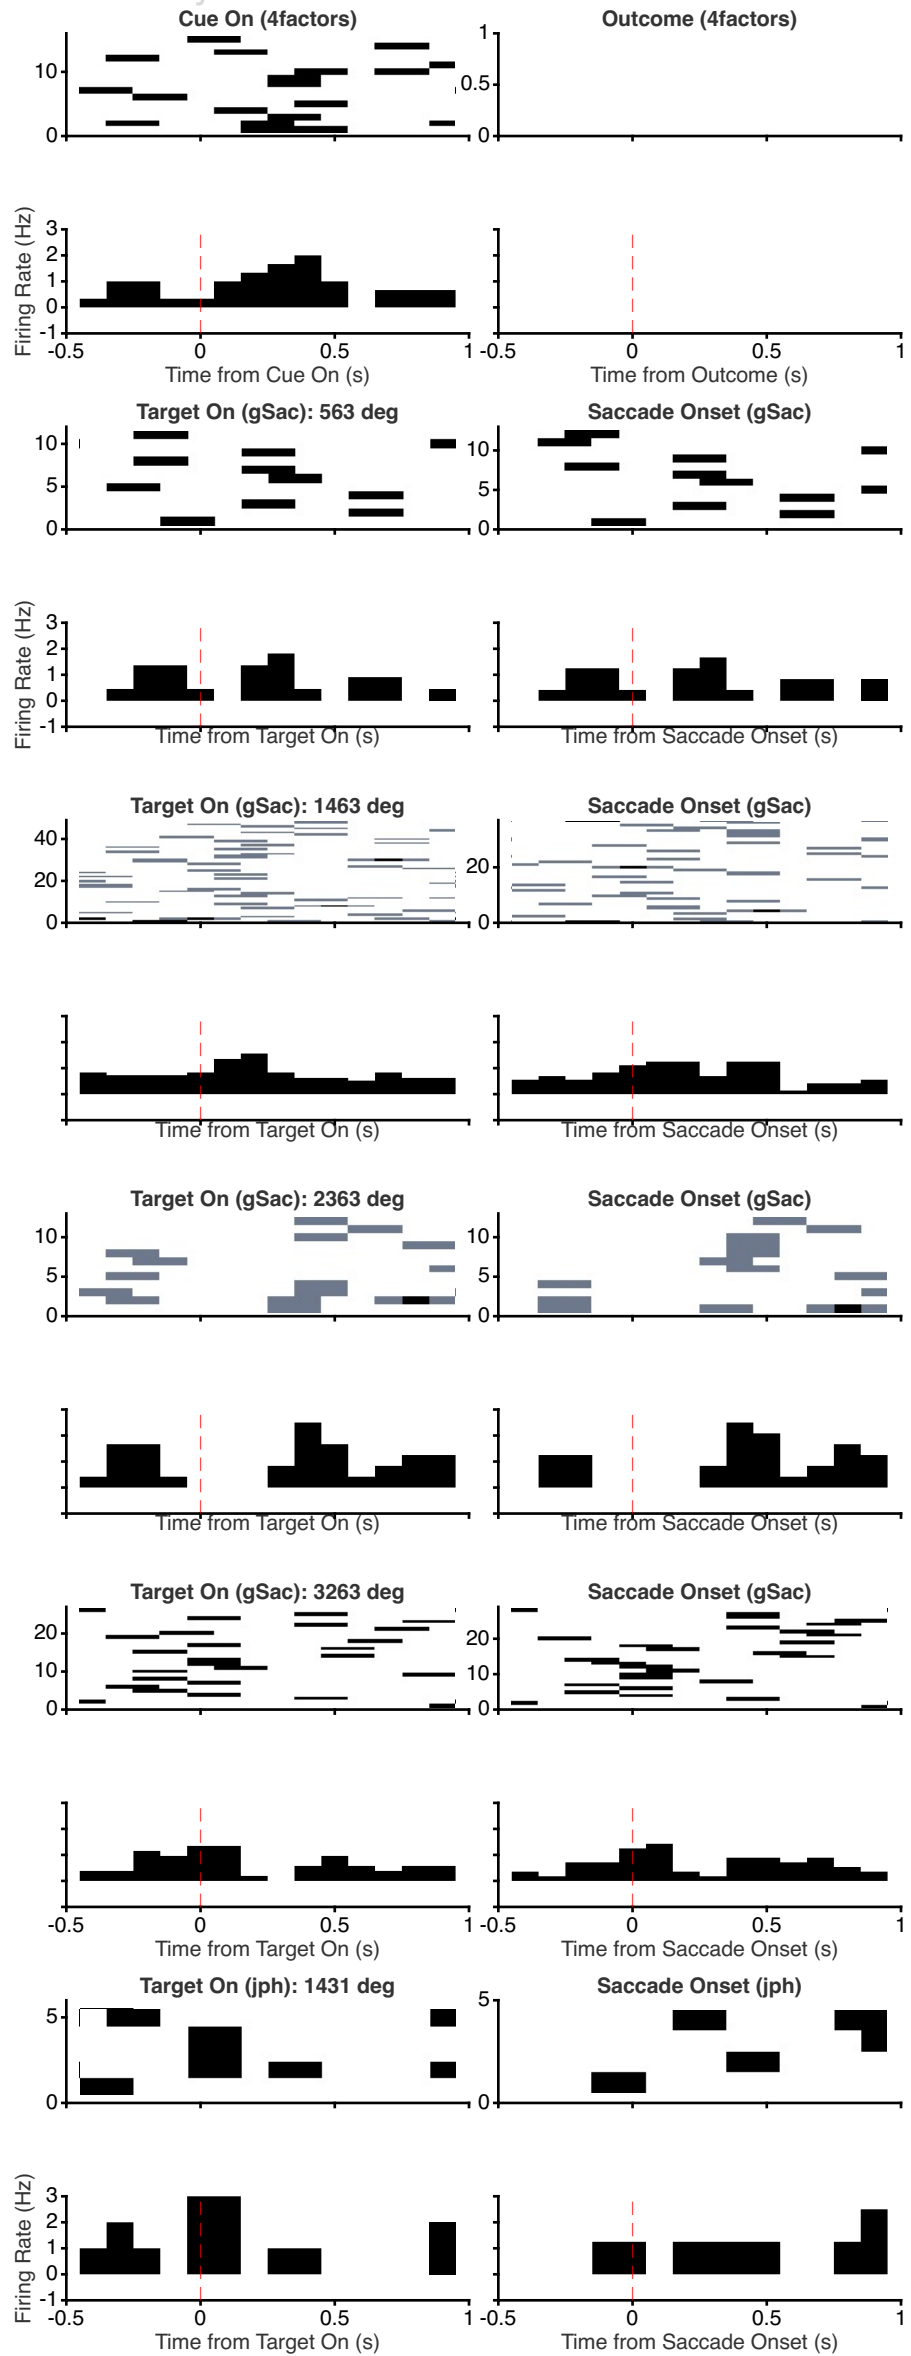 Cue On (4factors)
Outcome (4factors)
10
0
1
0.5
0
Firing Rate (Hz)
3
2
1
0
-1
-0.5 0 0.5 1
-0.5 0 0.5 1
Time from Cue On (s)
Time from Outcome (s)
Target On (gSac): 563 deg
Saccade Onset (gSac)
10
5
0
10
5
0
Firing Rate (Hz)
3
2
1
0
-1
Time from Target On (s)
Time from Saccade Onset (s)
Target On (gSac): 1463 deg
Saccade Onset (gSac)
40
20
0
20
0
Time from Target On (s)
Time from Saccade Onset (s)
Target On (gSac): 2363 deg
Saccade Onset (gSac)
10
5
0
10
5
0
Time from Target On (s)
Time from Saccade Onset (s)
Target On (gSac): 3263 deg
Saccade Onset (gSac)
20
10
0
20
10
0
-0.5 0 0.5 1
-0.5 0 0.5 1
Time from Target On (s)
Time from Saccade Onset (s)
Target On (jph): 1431 deg
Saccade Onset (jph)
5
0
5
0
Firing Rate (Hz)
3
2
1
0
-1
-0.5 0 0.5 1
-0.5 0 0.5 1
Time from Target On (s)
Time from Saccade Onset (s)